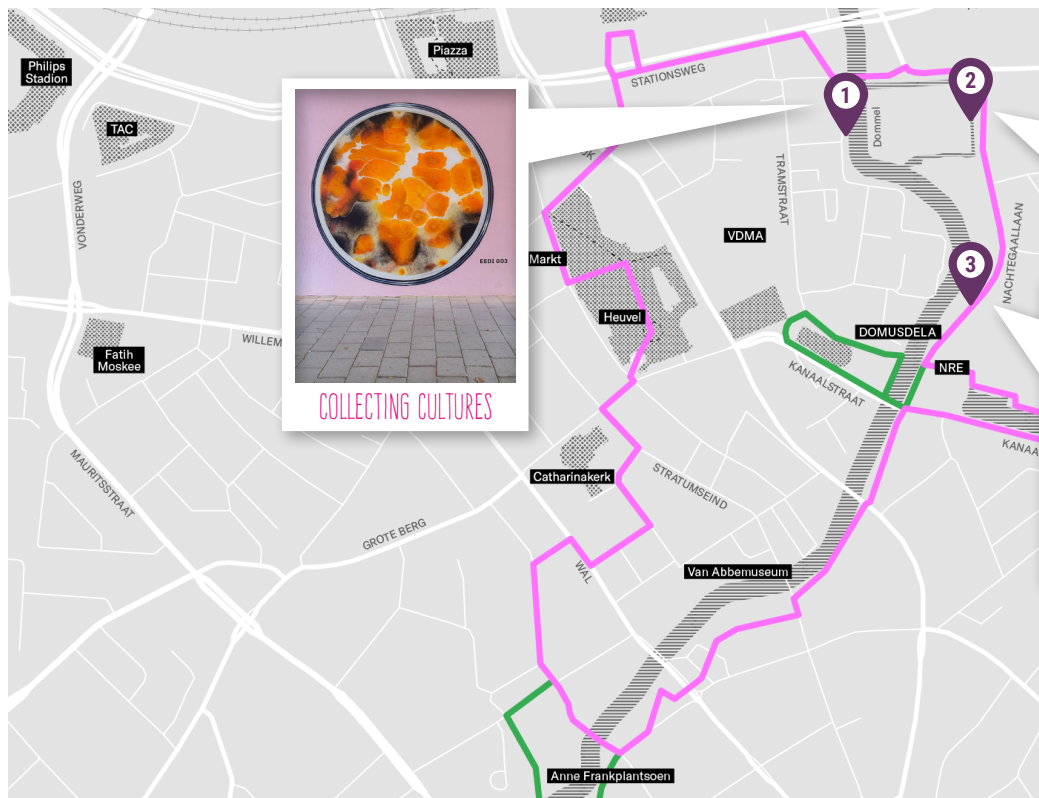 Piazza
Philips
Stadion
STATIONSWEG
1
2
TAC
Dommel
TRAMSTRAAT
VONDERWEG
EEDI 003
VDMA
NACHTEGAALLAAN
Markt
3
Heuvel
DOMUSDELA
WILLEM
Fatih
Moskee
NRE
KANAALSTRAAT
COLLECTING CULTURES
KANAA
Catharinakerk
STRATUMSEIND
MAURITSSTRAAT
GROTE BERG
WAL
Van Abbemuseum
Anne Frankplantsoen